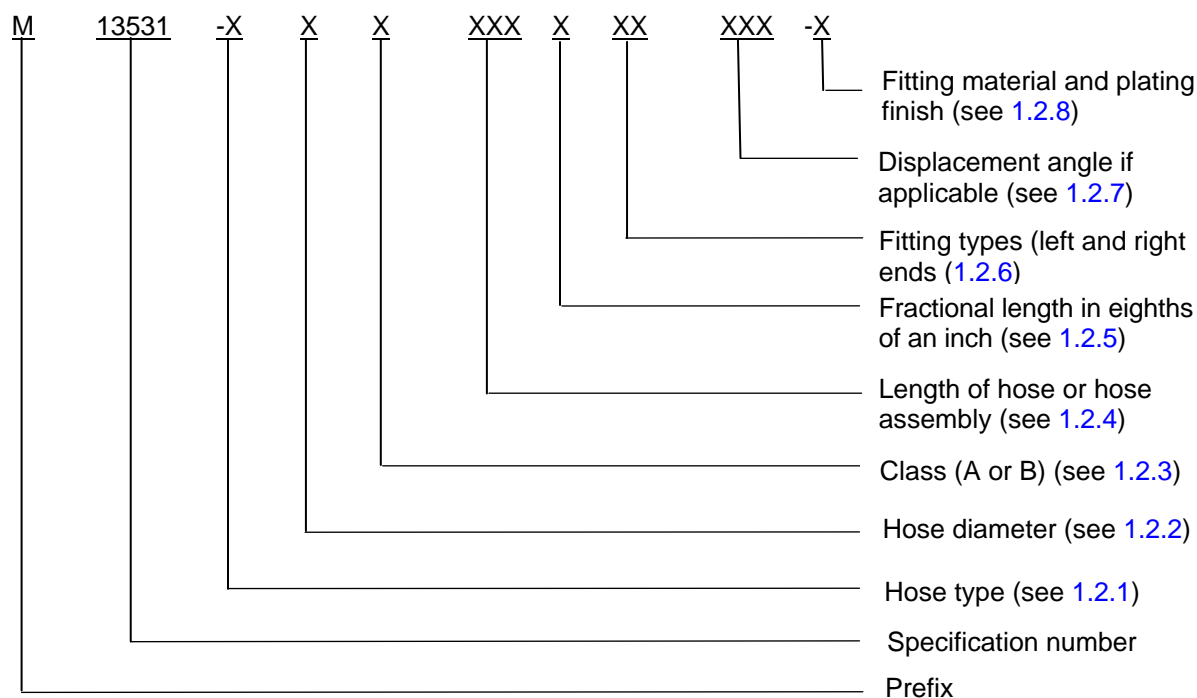 M 13531 -X X X XXX X XX XXX -X
Fitting material and plating
finish (see 1.2.8)
Displacement angle if
applicable (see 1.2.7)
Fitting types (left and right
ends (1.2.6)
Fractional length in eighths
of an inch (see 1.2.5)
Length of hose or hose
assembly (see 1.2.4)
Class (A or B) (see 1.2.3)
Hose diameter (see 1.2.2)
Hose type (see 1.2.1)
Specification number
Prefix